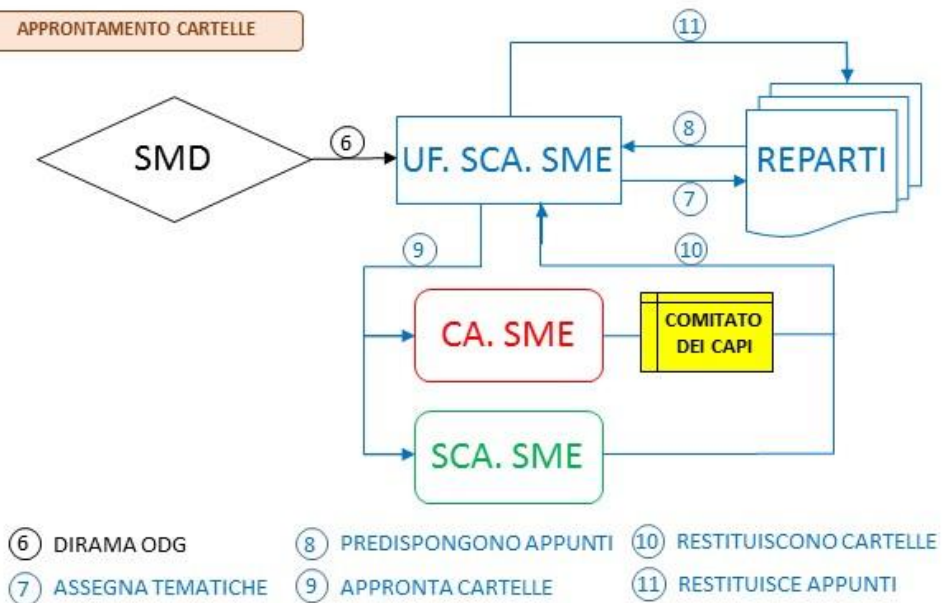 APPRONTAMENTO CARTELLE
11
SMD
6
UF. SCA. SME
8
REPARTI
7
9
10
CA. SME
COMITATO
DEI CAPI
SCA. SME
6 DIRAMA ODG
8 PREDISPONGONO APPUNTI
10 RESTITUISCONO CARTELLE
7 ASSEGNA TEMATICHE
9 APPRONTA CARTELLE
11 RESTITUISCE APPUNTI